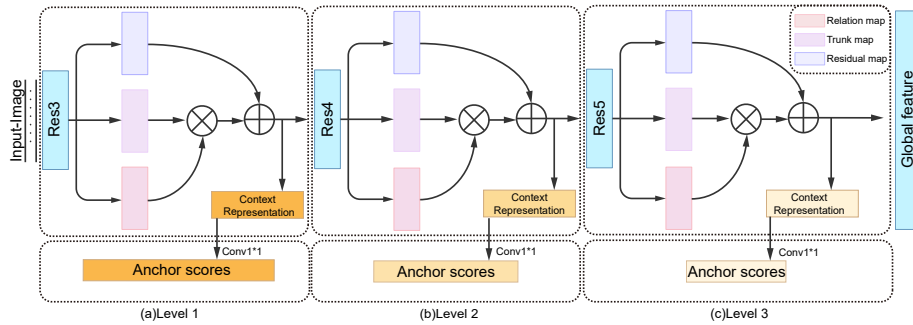 Input-Image
Res3
Context
Representation
Conv1*1
Anchor scores
(a)Level 1
Res4
Context
Representation
Conv1*1
Anchor scores
(b)Level 2
Res5
Context
Representation
Conv1*1
Anchor scores
(c)Level 3
Relation map
Trunk map
Residual map
Global feature